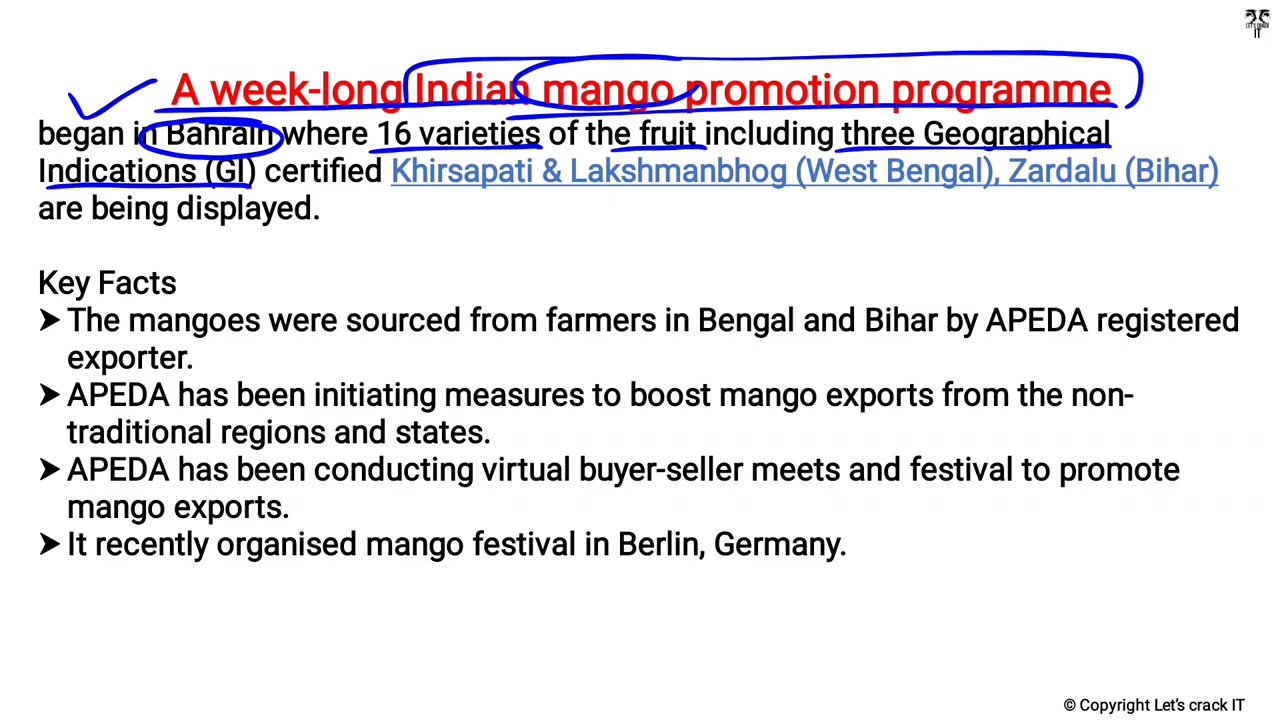 LET'S CRACK
IT
A week-long Indian mango promotion programme
began in Bahrain where 16 varieties of the fruit including three Geographical
Indications (GI) certified Khirsapati & Lakshmanbhog (West Bengal), Zardalu (Bihar)
are being displayed.
Key Facts
➤ The mangoes were sourced from farmers in Bengal and Bihar by APEDA registered
exporter.
➤ APEDA has been initiating measures to boost mango exports from the non-
traditional regions and states.
➤ APEDA has been conducting virtual buyer-seller meets and festival to promote
mango exports.
➤ It recently organised mango festival in Berlin, Germany.
© Copyright Let's crack IT